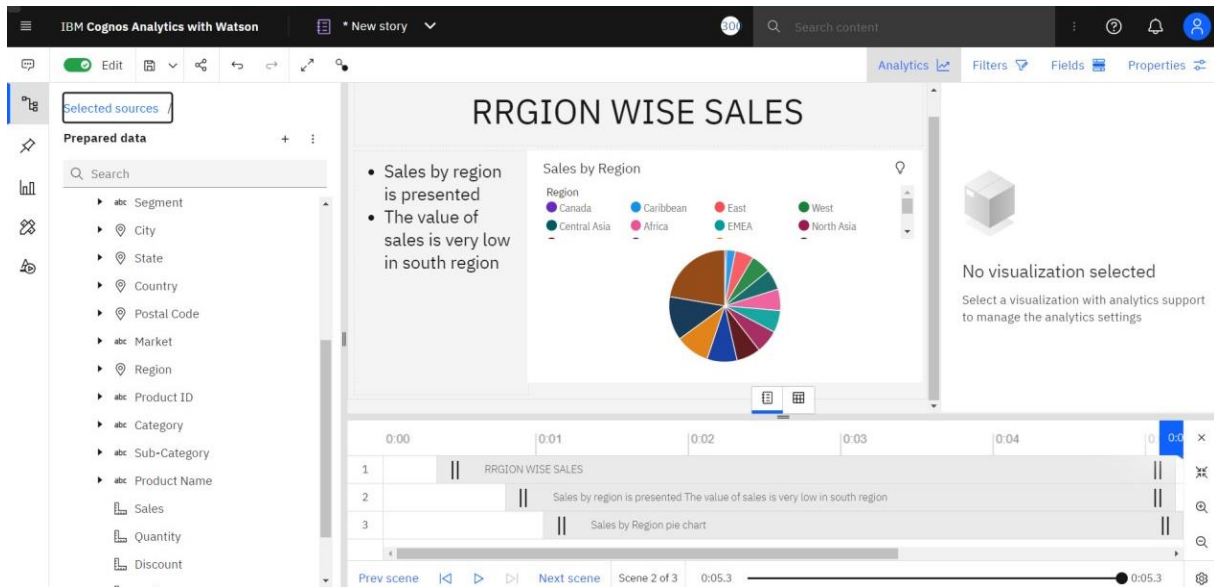 IBM Cognos Analytics with Watson
* New story
Search content
Edit
Analytics
Filters
Fields
Properties
Selected sources /
Prepared data
Search
abc Segment
City
State
Country
Postal Code
abc Market
Region
abc Product ID
abc Category
abc Sub-Category
abc Product Name
Sales
Quantity
Discount
RRGION WISE SALES
• Sales by region
is presented
• The value of
sales is very low
in south region
Sales by Region
Region
Canada Caribbean East West
Central Asia Africa EMEA North Asia
No visualization selected
Select a visualization with analytics support
to manage the analytics settings
0:00 0:01 0:02 0:03 0:04
1 RRGION WISE SALES
2 Sales by region is presented The value of sales is very low in south region
3 Sales by Region pie chart
Prev scene Next scene Scene 2 of 3 0:05.3 0:05.3